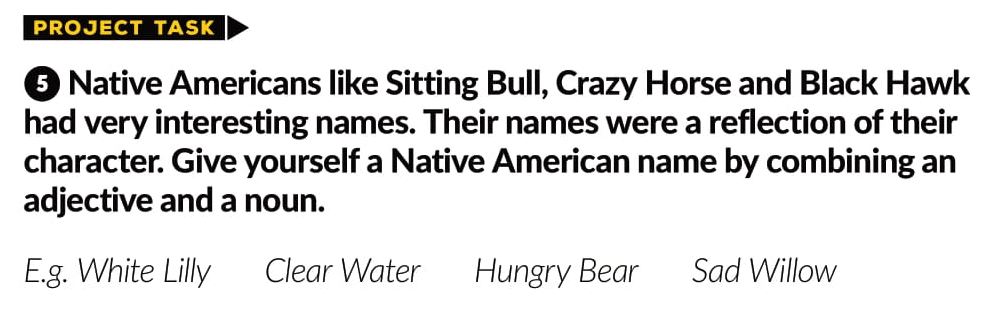 PROJECT TASK
5 Native Americans like Sitting Bull, Crazy Horse and Black Hawk
had very interesting names. Their names were a reflection of their
character. Give yourself a Native American name by combining an
adjective and a noun.
E.g. White Lilly Clear Water Hungry Bear Sad Willow